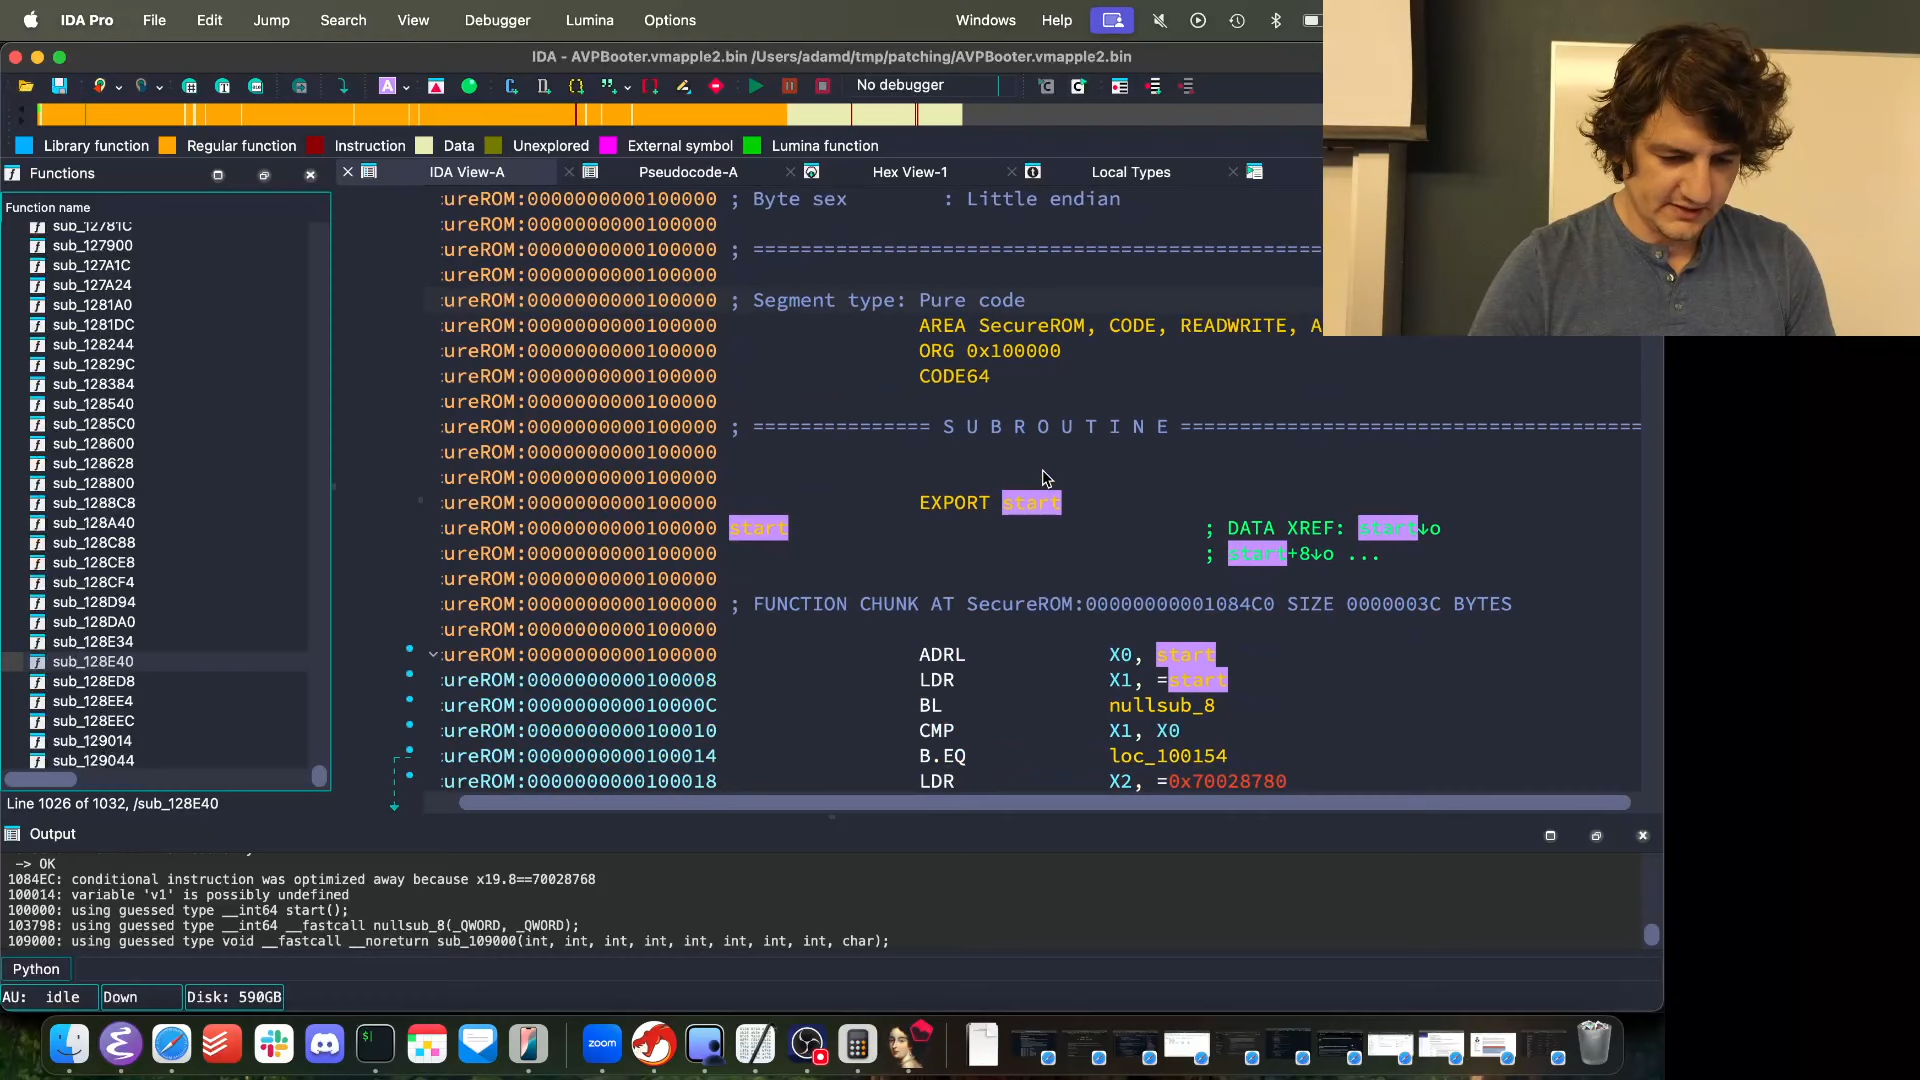 IDA Pro File Edit Jump Search View Debugger Lumina Options Windows Help
IDA - AVPBooter.vmapple2.bin /Users/adamd/tmp/patching/AVPBooter.vmapple2.bin
No debugger
Library function Regular function Instruction Data Unexplored External symbol Lumina function
Functions
IDA View-A Pseudocode-A Hex View-1 Local Types
Function name
sub_12781C
sub_127900
sub_127A1C
sub_127A24
sub_1281A0
sub_1281DC
sub_128244
sub_12829C
sub_128384
sub_128540
sub_1285C0
sub_128600
sub_128628
sub_128800
sub_1288C8
sub_128A40
sub_128C88
sub_128CE8
sub_128CF4
sub_128D94
sub_128DA0
sub_128E34
sub_128E40
sub_128ED8
sub_128EE4
sub_128EEC
sub_129014
sub_129044
Line 1026 of 1032, /sub_128E40
:ureROM:0000000000100000 ; Byte sex : Little endian
:ureROM:0000000000100000
:ureROM:0000000000100000 ; ================================================
:ureROM:0000000000100000
:ureROM:0000000000100000 ; Segment type: Pure code
:ureROM:0000000000100000 AREA SecureROM, CODE, READWRITE, A
:ureROM:0000000000100000 ORG 0x100000
:ureROM:0000000000100000 CODE64
:ureROM:0000000000100000
:ureROM:0000000000100000 ; =============== S U B R O U T I N E =======================================
:ureROM:0000000000100000
:ureROM:0000000000100000
:ureROM:0000000000100000 EXPORT start
:ureROM:0000000000100000 start ; DATA XREF: start↓o
:ureROM:0000000000100000 ; start+8↓o ...
:ureROM:0000000000100000
:ureROM:0000000000100000 ; FUNCTION CHUNK AT SecureROM:00000000001084C0 SIZE 0000003C BYTES
:ureROM:0000000000100000
:ureROM:0000000000100000 ADRL X0, start
:ureROM:0000000000100008 LDR X1, =start
:ureROM:000000000010000C BL nullsub_8
:ureROM:0000000000100010 CMP X1, X0
:ureROM:0000000000100014 B.EQ loc_100154
:ureROM:0000000000100018 LDR X2, =0x70028780
Output
-> OK
1084EC: conditional instruction was optimized away because x19.8==70028768
100014: variable 'v1' is possibly undefined
100000: using guessed type __int64 start();
103798: using guessed type __int64 __fastcall nullsub_8(_QWORD, _QWORD);
109000: using guessed type void __fastcall __noreturn sub_109000(int, int, int, int, int, int, int, int, char);
Python
AU: idle Down Disk: 590GB
zoom